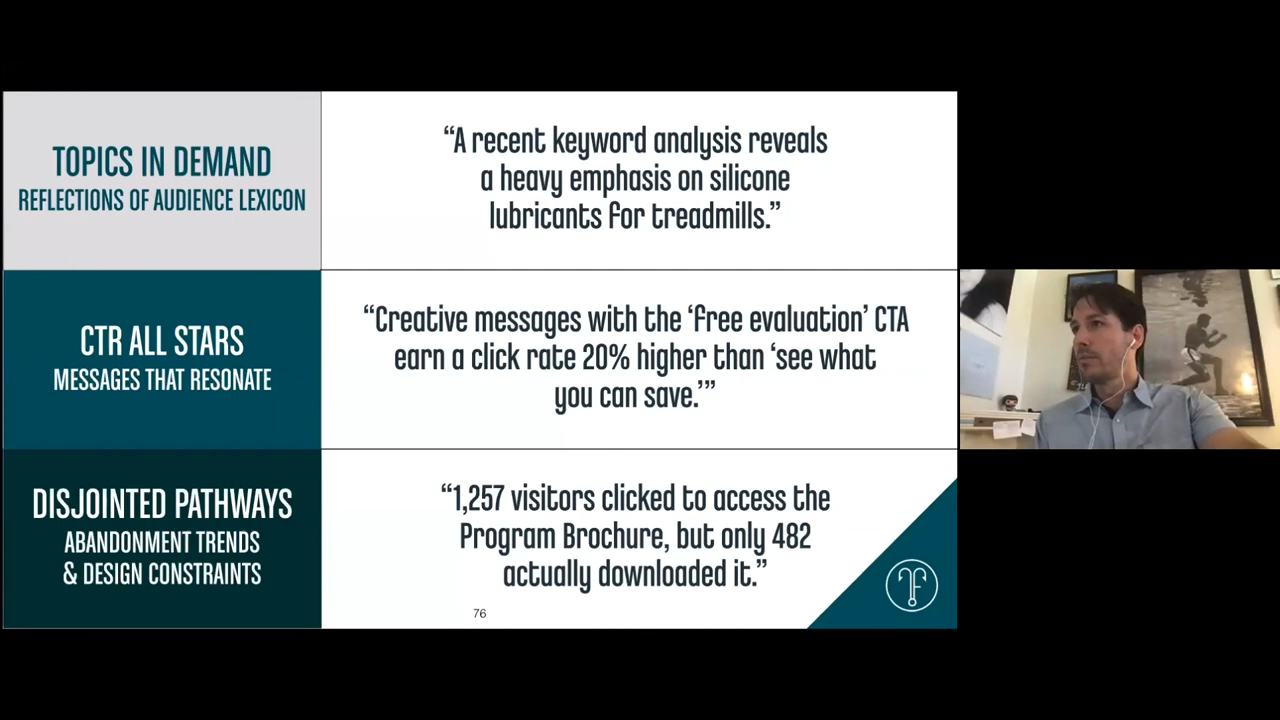 TOPICS IN DEMAND
REFLECTIONS OF AUDIENCE LEXICON
“A recent keyword analysis reveals
a heavy emphasis on silicone
lubricants for treadmills.”
CTR ALL STARS
MESSAGES THAT RESONATE
“Creative messages with the ‘free evaluation’ CTA
earn a click rate 20% higher than ‘see what
you can save.’”
DISJOINTED PATHWAYS
ABANDONMENT TRENDS
& DESIGN CONSTRAINTS
“1,257 visitors clicked to access the
Program Brochure, but only 482
actually downloaded it.”
76